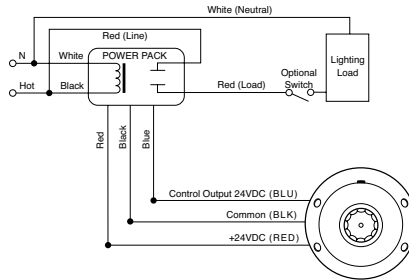 White (Neutral)
Red (Line)
N
White
POWER PACK
Hot
Black
Red (Load)
Optional
Switch
Lighting
Load
Red
Black
Blue
Control Output 24VDC (BLU)
Common (BLK)
+24VDC (RED)